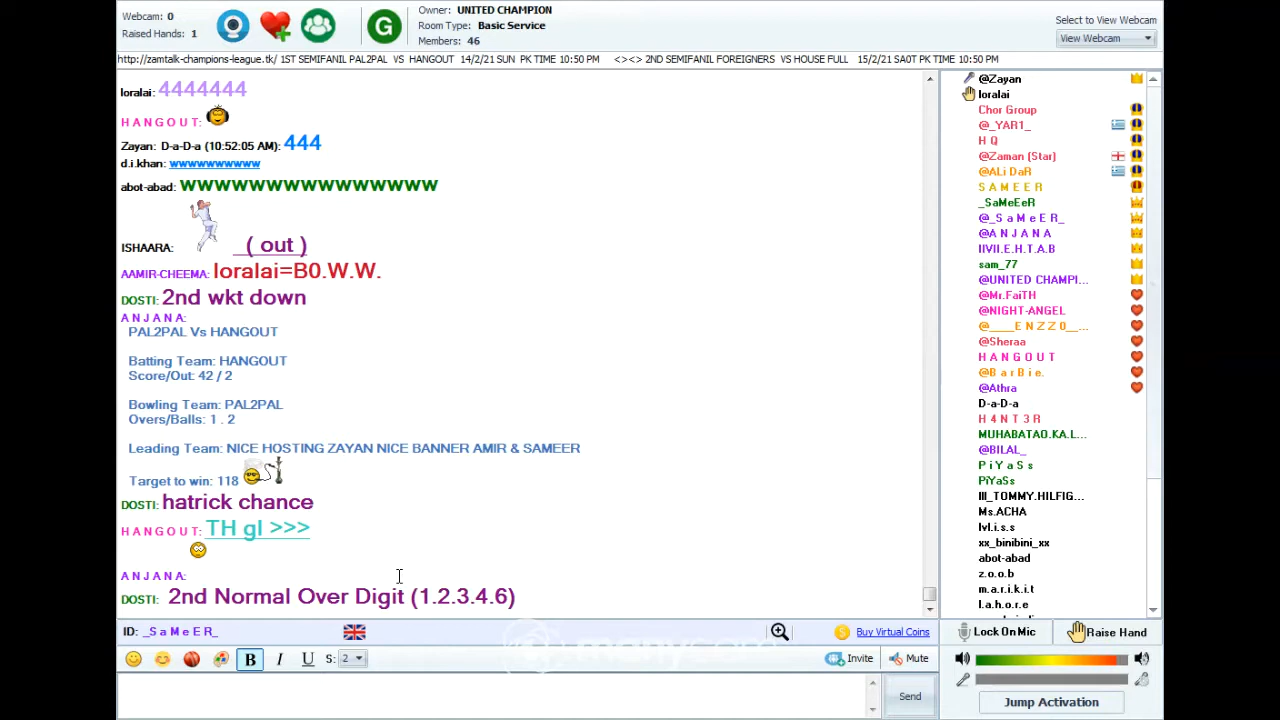 Webcam: 0
Raised Hands: 1
G
Owner: UNITED CHAMPION
Room Type: Basic Service
Members: 46
Select to View Webcam
View Webcam
http://zamtalk-champions-league.tk/ 1ST SEMIFANIL PAL2PAL VS HANGOUT 14/2/21 SUN PK TIME 10:50 PM <><> 2ND SEMIFANIL FOREIGNERS VS HOUSE FULL 15/2/21 SA0T PK TIME 10:50 PM
loralai: 4444444
H A N G O U T:
Zayan: D-a-D-a (10:52:05 AM): 444
d.i.khan: wwwwwwwwww
abot-abad: wwwwwwwwwwwwwww
ISHAARA: ( out )
AAMIR-CHEEMA: loralai=B0.W.W.
DOSTI: 2nd wkt down
A N J A N A:
PAL2PAL Vs HANGOUT
Batting Team: HANGOUT
Score/Out: 42 / 2
Bowling Team: PAL2PAL
Overs/Balls: 1 . 2
Leading Team: NICE HOSTING ZAYAN NICE BANNER AMIR & SAMEER
Target to win: 118
DOSTI: hatrick chance
H A N G O U T: TH gl >>>
A N J A N A:
DOSTI: 2nd Normal Over Digit (1.2.3.4.6)
@Zayan
loralai
Chor Group
@_YAR1_
H Q
@Zaman (Star)
@ALi DaR
S A M E E R
_SaMeEeR
@_S a M e E R_
@A N J A N A
IIVII.E.H.T.A.B
sam_77
@UNITED CHAMPI...
@Mr.FaiTH
@NIGHT-ANGEL
@____E N Z Z 0__...
@Sheraa
H A N G O U T
@B a r B i e.
@Athra
D-a-D-a
H 4 N T 3 R
MUHABATAO.KA.L...
@BILAL_
P i Y a S s
PiYaSs
III_TOMMY.HILFIG...
Ms.ACHA
lvl.i.s.s
xx_binibini_xx
abot-abad
z.o.o.b
m.a.r.i.k.i.t
l.a.h.o.r.e
ID: _S a M e E R_
Buy Virtual Coins
Lock On Mic
Raise Hand
B I U S: 2
Invite
Mute
Send
Jump Activation